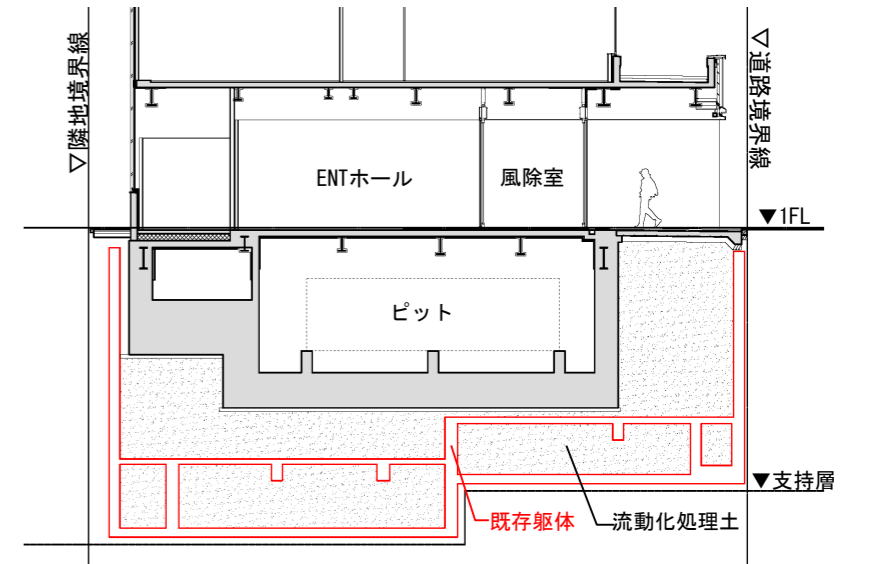 ▽隣地境界線
▽道路境界線
ENTホール
風除室
▼1FL
ピット
▼支持層
既存躯体
流動化処理土